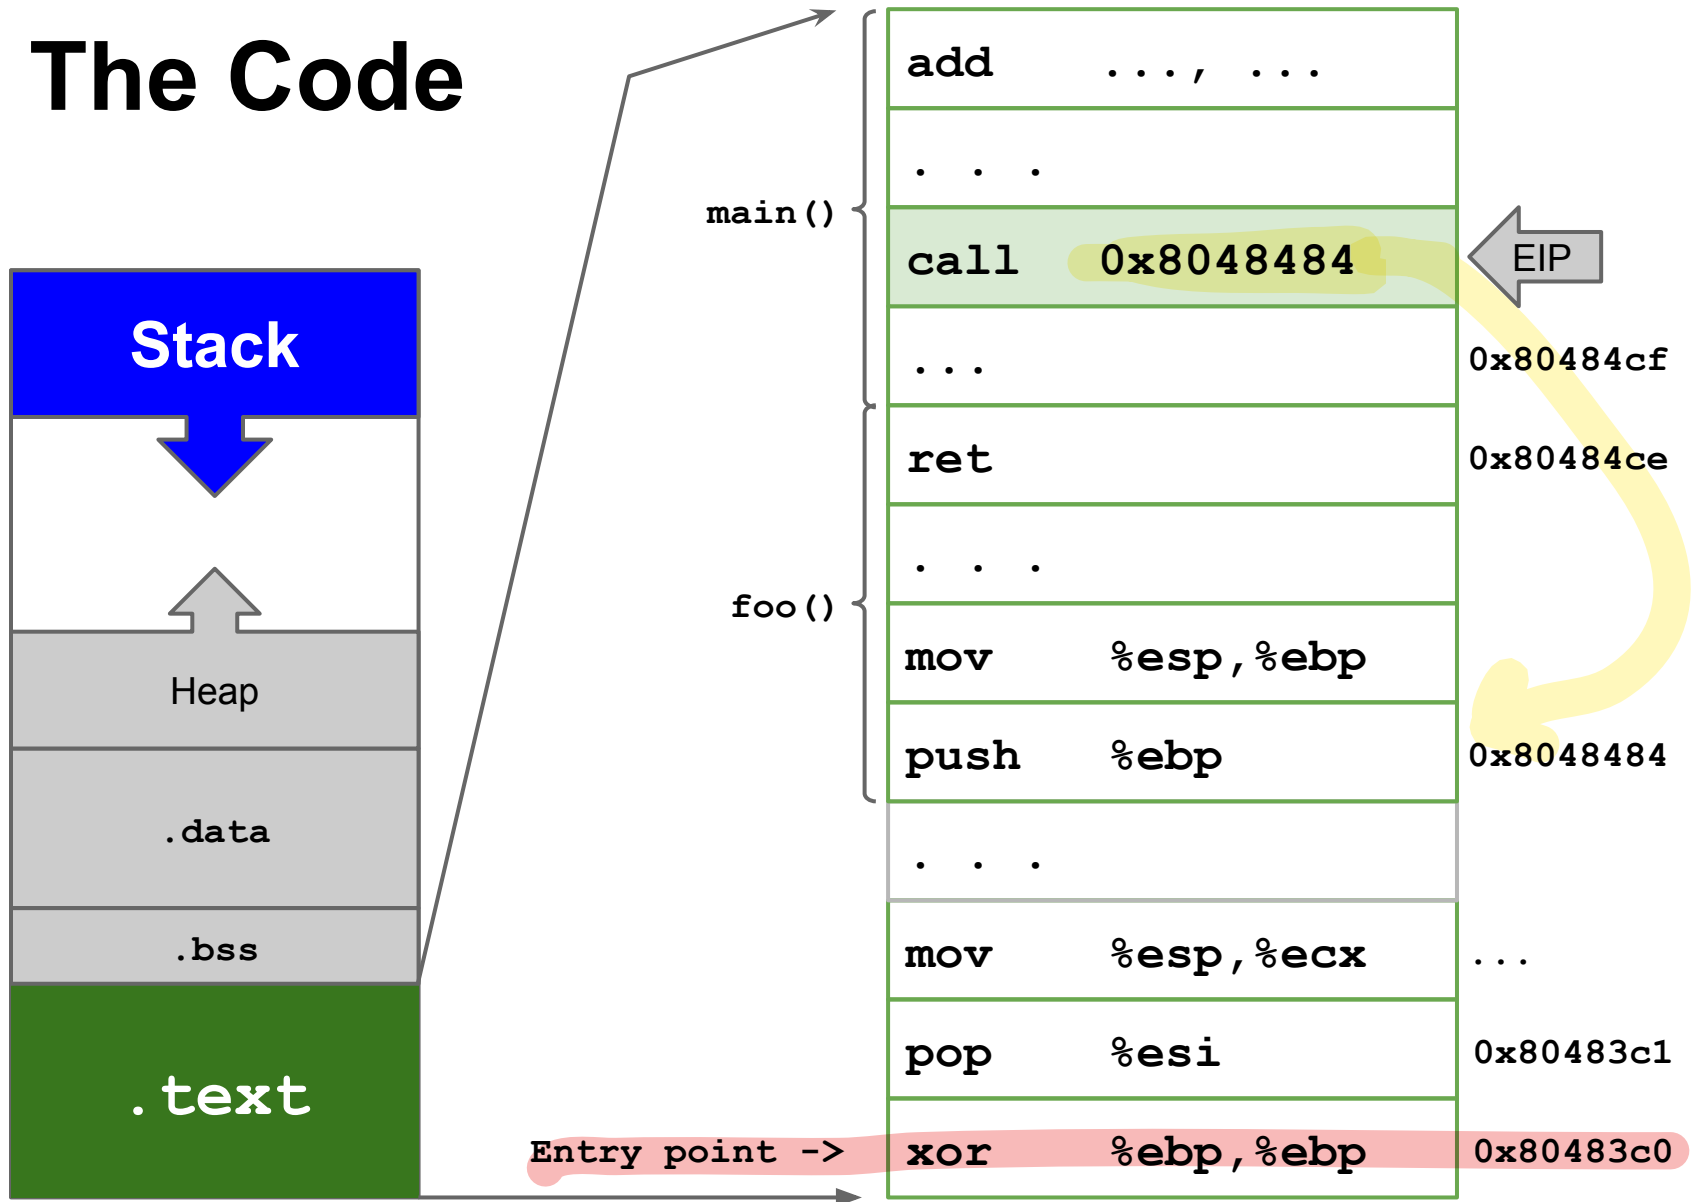 The Code
add ..., ...
. . .
main()
call 0x8048484
EIP
Stack
... 0x80484cf
ret 0x80484ce
. . .
foo()
mov %esp,%ebp
Heap
push %ebp 0x8048484
.data
. . .
.bss
mov %esp,%ecx ...
pop %esi 0x80483c1
.text
Entry point -> xor %ebp,%ebp 0x80483c0